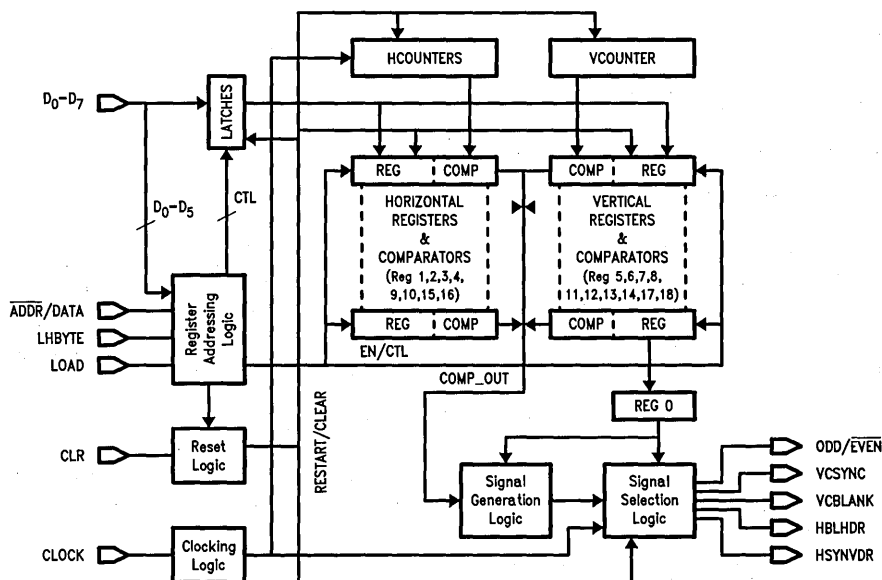 HCOUNTERS
VCOUNTER
D0-D7
LATCHES
CTL
D0-D5
REG
COMP
COMP
REG
HORIZONTAL
REGISTERS
&
COMPARATORS
(Reg 1,2,3,4,
9,10,15,16)
VERTICAL
REGISTERS
&
COMPARATORS
(Reg 5,6,7,8,
11,12,13,14,17,18)
ADDR/DATA
LHBYTE
LOAD
Register
Addressing
Logic
REG
COMP
COMP
REG
EN/CTL
COMP_OUT
REG 0
RESTART/CLEAR
CLR
Reset
Logic
Signal
Generation
Logic
Signal
Selection
Logic
ODD/EVEN
VCSYNC
VCBLANK
HBLHDR
HSYNVDR
CLOCK
Clocking
Logic